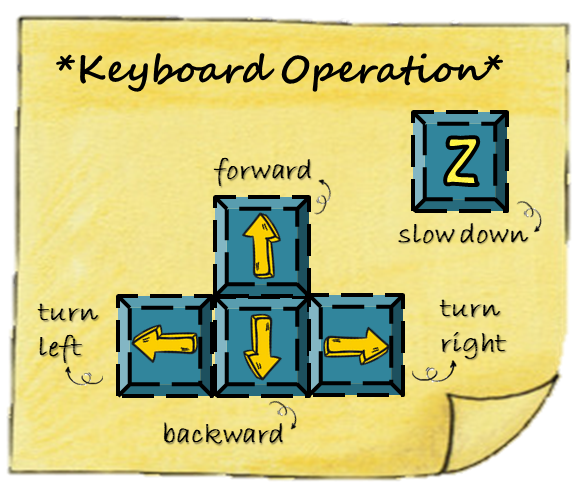 *Keyboard Operation*
forward
Z
slow down
turn
left
turn
right
backward